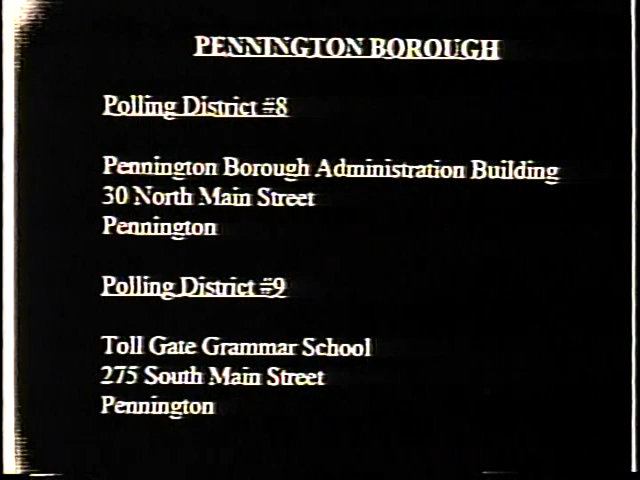 PENNINGTON BOROUGH
Polling District #8
Pennington Borough Administration Building
30 North Main Street
Pennington
Polling District #9
Toll Gate Grammar School
275 South Main Street
Pennington